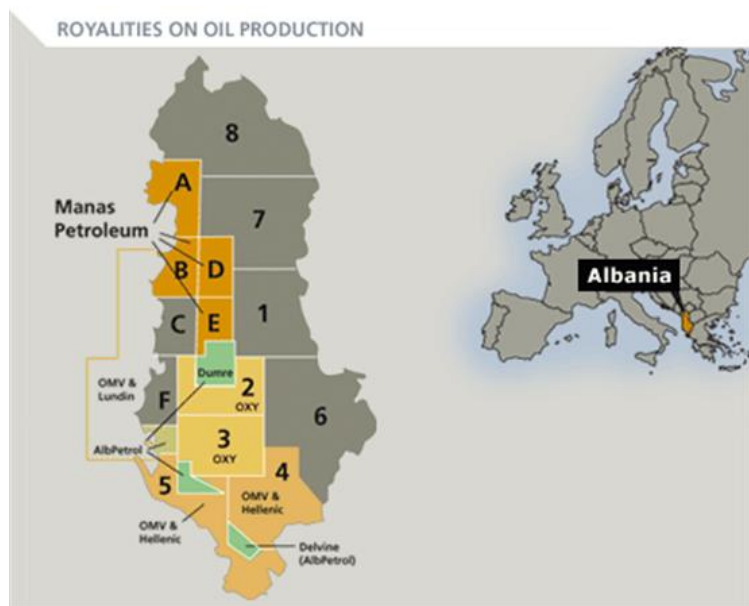 ROYALITIES ON OIL PRODUCTION
8
A
Manas
Petroleum
7
B
D
Albania
C
E
1
Dumre
OMV &
Lundin
F
2
OXY
6
AlbPetrol
3
OXY
4
5
OMV &
Hellenic
OMV &
Hellenic
Delvine
(AlbPetrol)